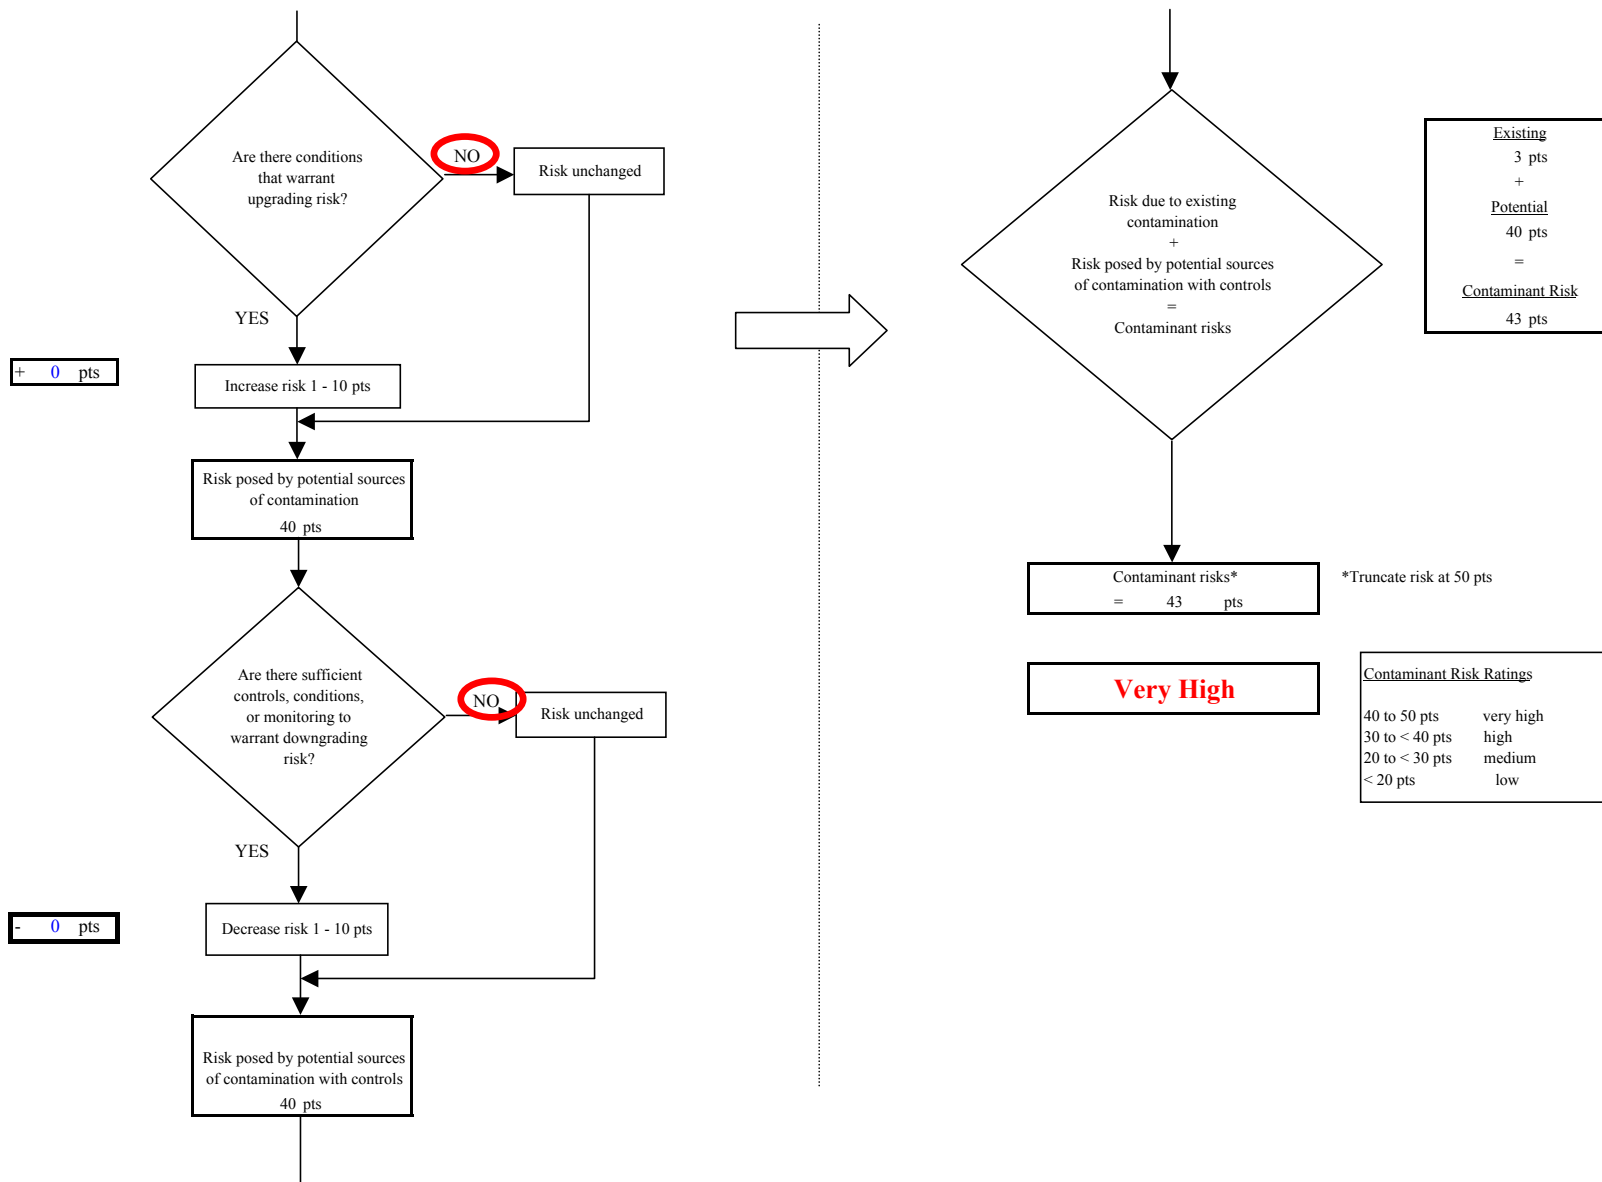 Are there conditions
that warrant
upgrading risk?
NO
Risk unchanged
YES
+ 0 pts
Increase risk 1 - 10 pts
Risk posed by potential sources
of contamination
40 pts
Are there sufficient
controls, conditions,
or monitoring to
warrant downgrading
risk?
NO
Risk unchanged
YES
- 0 pts
Decrease risk 1 - 10 pts
Risk posed by potential sources
of contamination with controls
40 pts
Risk due to existing
contamination
+
Risk posed by potential sources
of contamination with controls
=
Contaminant risks
Existing
3 pts
+
Potential
40 pts
=
Contaminant Risk
43 pts
Contaminant risks*
= 43 pts
*Truncate risk at 50 pts
Very High
Contaminant Risk Ratings
40 to 50 pts very high
30 to < 40 pts high
20 to < 30 pts medium
< 20 pts low